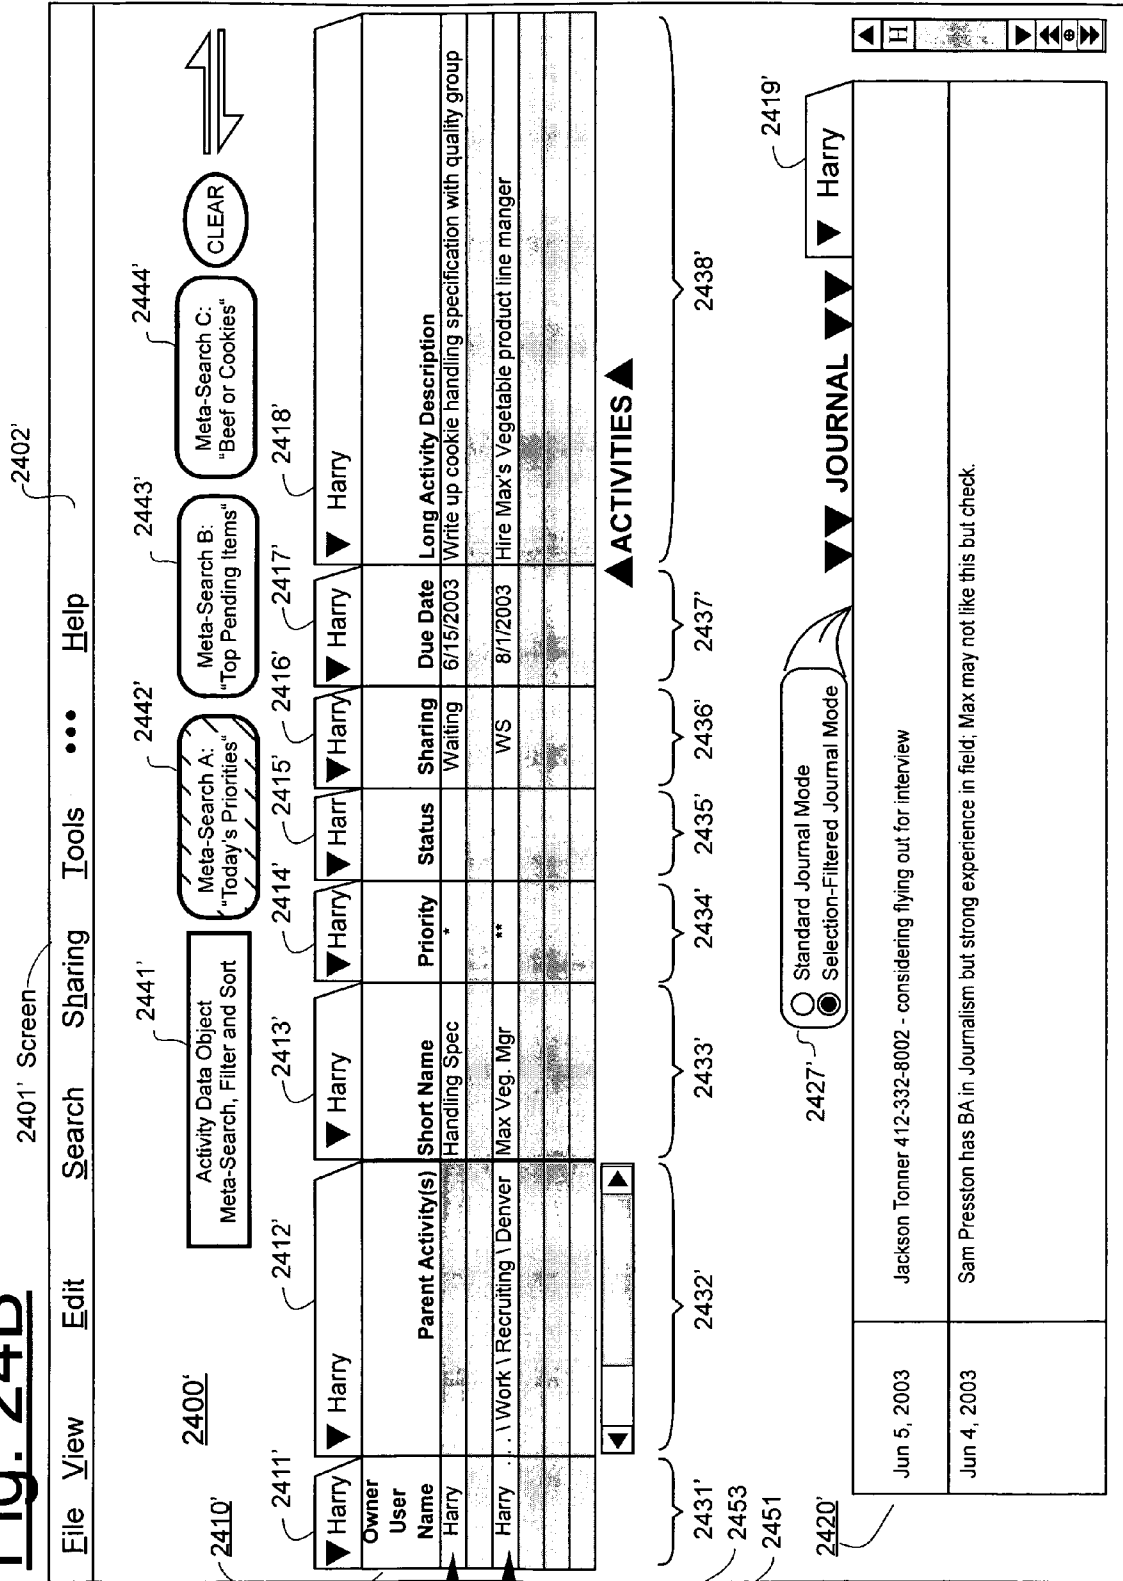 Fig. 24B
2401' Screen
2402'
File View Edit Search Sharing Tools ••• Help
2400'
2441'
2442'
2443'
2444'
Activity Data Object
Meta-Search, Filter and Sort
Meta-Search A:
"Today's Priorities"
Meta-Search B:
"Top Pending Items"
Meta-Search C:
"Beef or Cookies"
CLEAR
2410'
2411'
2412'
2413'
2414'
2415'
2416'
2417'
2418'
▼ Harry ▼ Harry ▼ Harry ▼ Harry ▼ Harr ▼ Harry ▼ Harry ▼ Harry
Owner User Name Parent Activity(s) Short Name Priority Status Sharing Due Date Long Activity Description
Harry Handling Spec * Waiting 6/15/2003 Write up cookie handling specification with quality group
Harry . . \ Work \ Recruiting \ Denver Max Veg. Mgr ** WS 8/1/2003 Hire Max's Vegetable product line manger
▲ACTIVITIES▲
2431'
2432'
2433'
2434'
2435'
2436'
2437'
2438'
2453
2451
2427'
Standard Journal Mode
Selection-Filtered Journal Mode
▼▼ JOURNAL ▼▼
▼ Harry
2419'
2420'
H
Jun 5, 2003 Jackson Tonner 412-332-8002 - considering flying out for interview
Jun 4, 2003 Sam Presston has BA in Journalism but strong experience in field; Max may not like this but check.